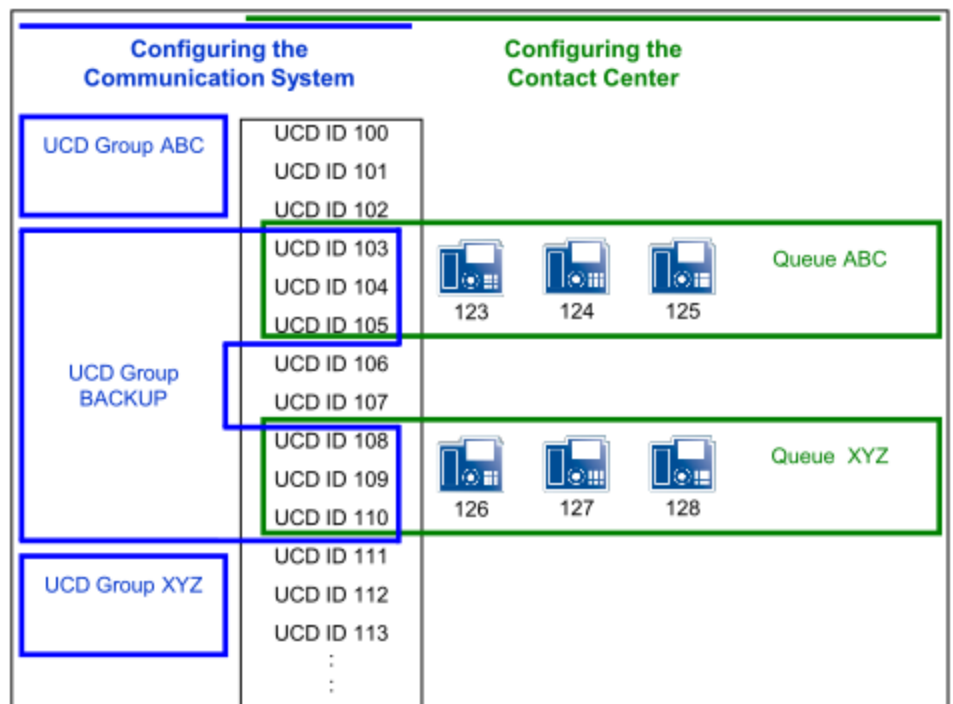 Configuring the
Communication System
Configuring the
Contact Center
UCD Group ABC
UCD ID 100
UCD ID 101
UCD ID 102
UCD ID 103
UCD ID 104
UCD ID 105
123
124
125
Queue ABC
UCD Group
BACKUP
UCD ID 106
UCD ID 107
UCD ID 108
UCD ID 109
UCD ID 110
126
127
128
Queue XYZ
UCD Group XYZ
UCD ID 111
UCD ID 112
UCD ID 113